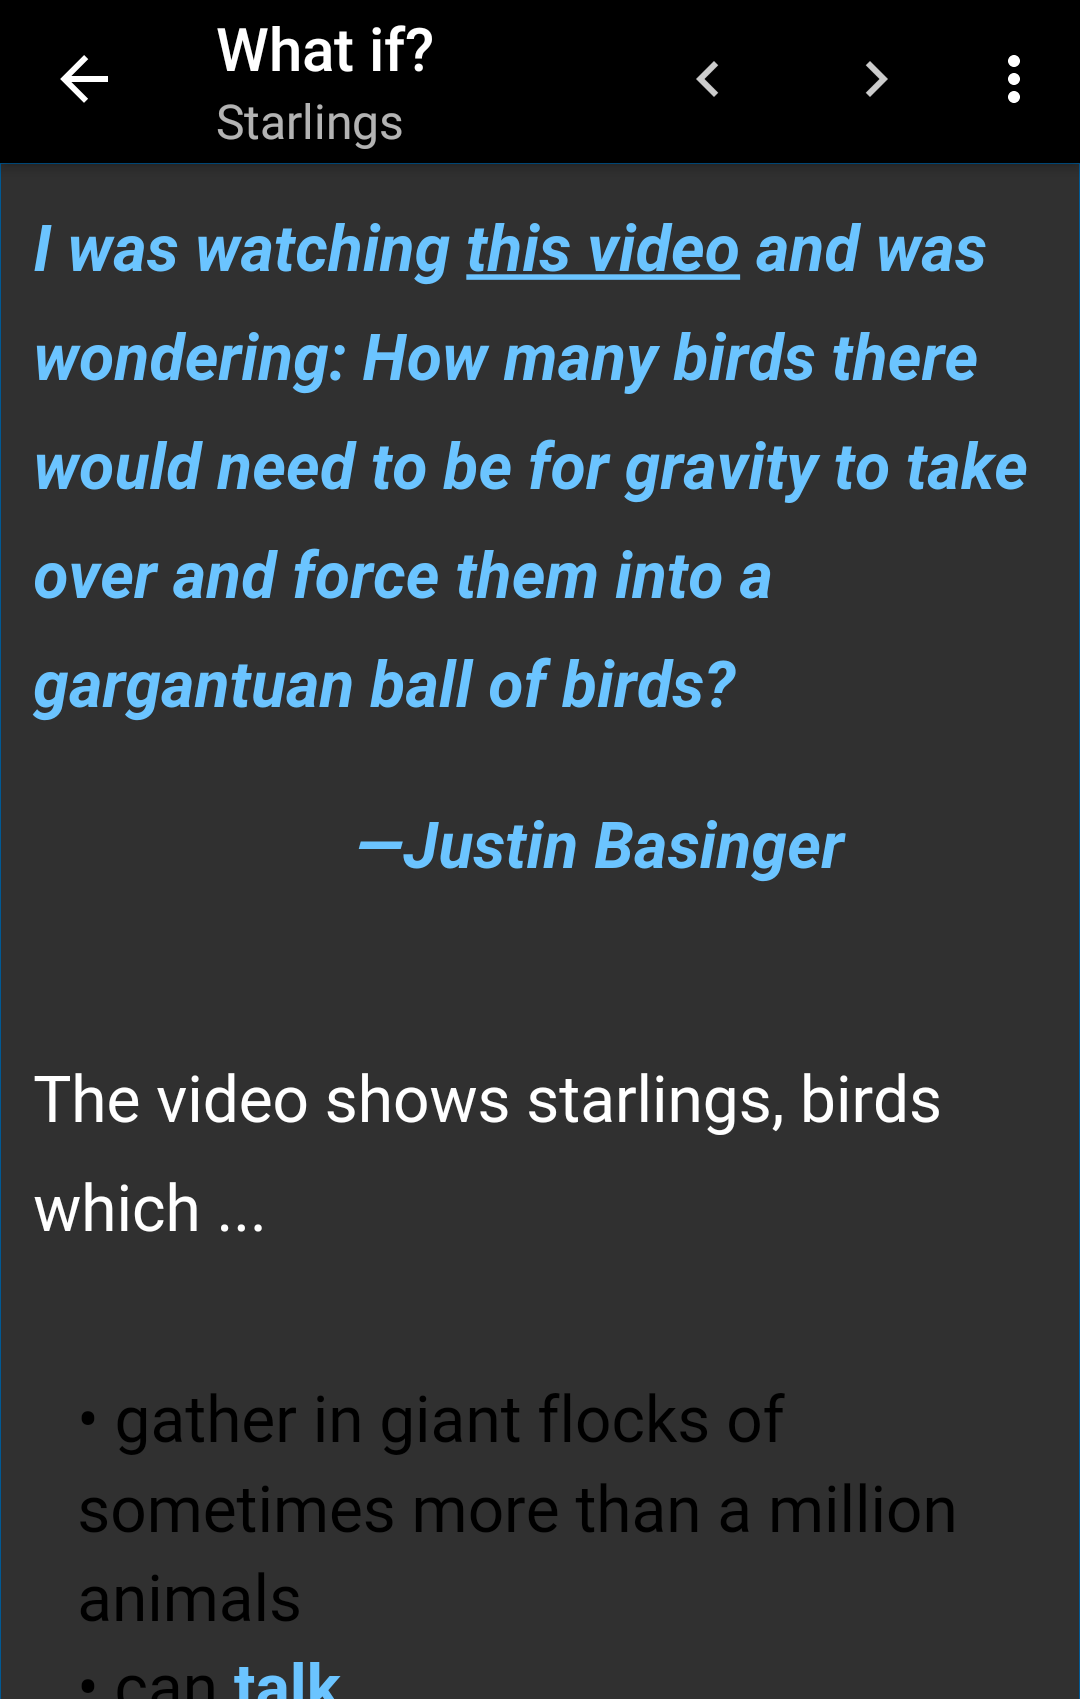 What if?
Starlings
I was watching this video and was
wondering: How many birds there
would need to be for gravity to take
over and force them into a
gargantuan ball of birds?
—Justin Basinger
The video shows starlings, birds
which ...
• gather in giant flocks of
sometimes more than a million
animals
• can talk